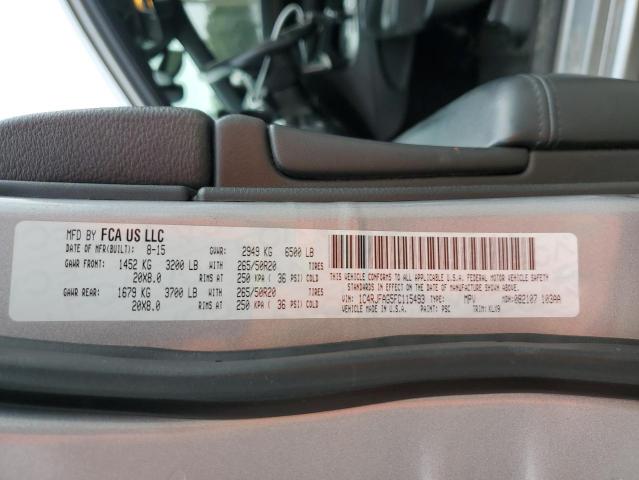 MFD BY FCA US LLC
DATE OF MFR(BUILT): 8-15 GVWR: 2949 KG 6500 LB
GAWR FRONT: 1452 KG 3200 LB WITH 265/50R20 TIRES
20X8.0 RIMS AT 250 KPA ( 36 PSI) COLD
GAWR REAR: 1679 KG 3700 LB WITH 265/50R20 TIRES
20X8.0 RIMS AT 250 KPA ( 36 PSI) COLD
THIS VEHICLE CONFORMS TO ALL APPLICABLE U.S.A. FEDERAL MOTOR VEHICLE SAFETY
STANDARDS IN EFFECT ON THE DATE OF MANUFACTURE SHOWN ABOVE.
VIN: 1C4RJFAG5FC115493 TYPE: MPV MDH: 082107 103AA
VEHICLE MADE IN U.S.A. PAINT: PSC TRIM: KLX9